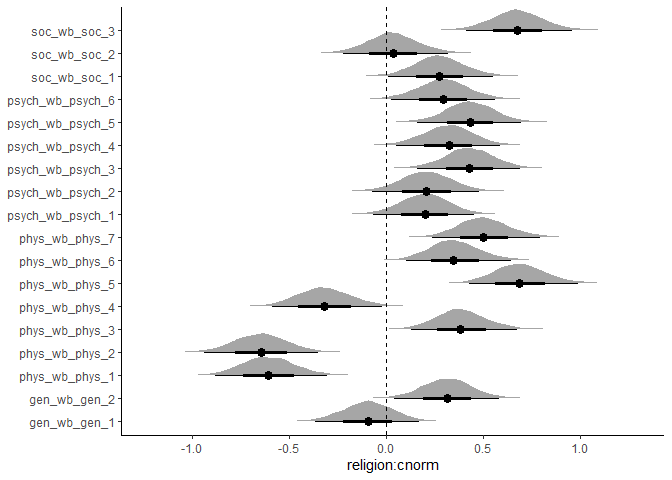 soc_wb_soc_3
soc_wb_soc_2
soc_wb_soc_1
psych_wb_psych_6
psych_wb_psych_5
psych_wb_psych_4
psych_wb_psych_3
psych_wb_psych_2
psych_wb_psych_1
phys_wb_phys_7
phys_wb_phys_6
phys_wb_phys_5
phys_wb_phys_4
phys_wb_phys_3
phys_wb_phys_2
phys_wb_phys_1
gen_wb_gen_2
gen_wb_gen_1
-1.0 -0.5 0.0 0.5 1.0
religion:cnorm